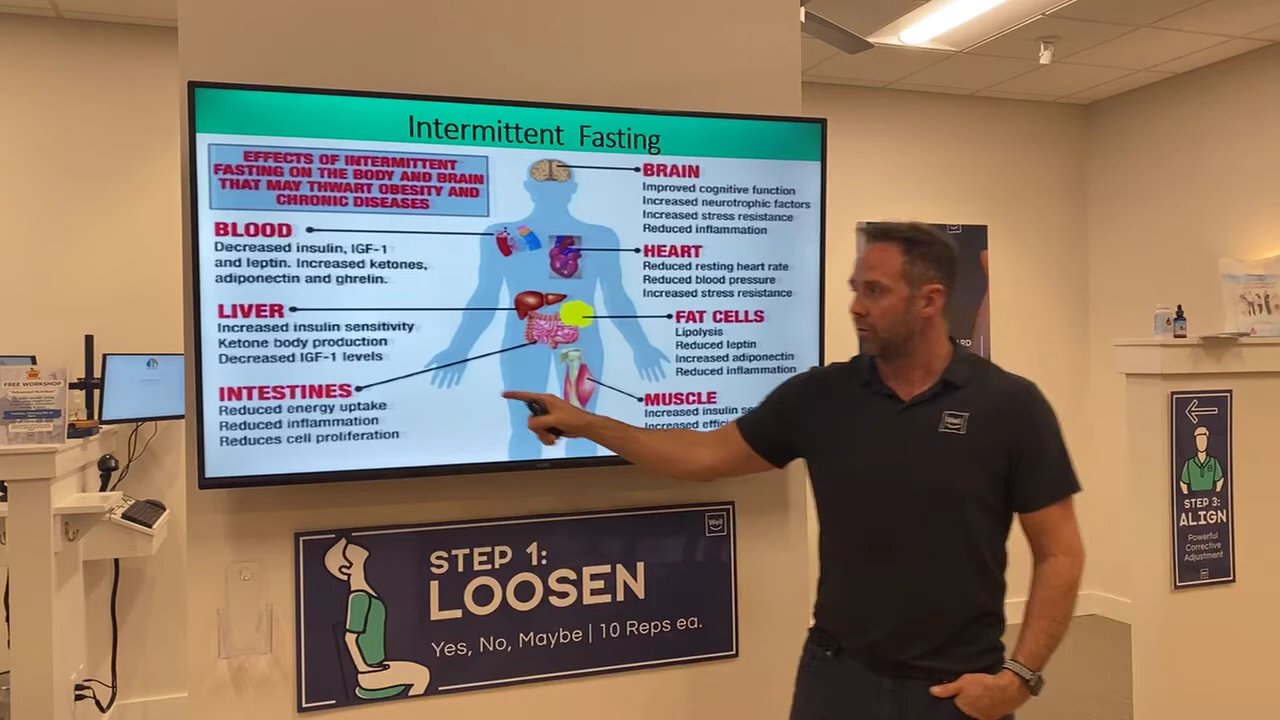 Intermittent Fasting
EFFECTS OF INTERMITTENT
FASTING ON THE BODY AND BRAIN
THAT MAY THWART OBESITY AND
CHRONIC DISEASES
BLOOD
Decreased insulin, IGF-1
and leptin. Increased ketones,
adiponectin and ghrelin.
LIVER
Increased insulin sensitivity
Ketone body production
Decreased IGF-1 levels
INTESTINES
Reduced energy uptake
Reduced inflammation
Reduces cell proliferation
BRAIN
Improved cognitive function
Increased neurotrophic factors
Increased stress resistance
Reduced inflammation
HEART
Reduced resting heart rate
Reduced blood pressure
Increased stress resistance
FAT CELLS
Lipolysis
Reduced leptin
Increased adiponectin
Reduced inflammation
MUSCLE
Increased insulin
Increased
STEP 1:
LOOSEN
Yes, No, Maybe | 10 Reps ea.
Well
FREE WORKSHOP
STEP 3:
ALIGN
Powerful
Corrective
Adjustment